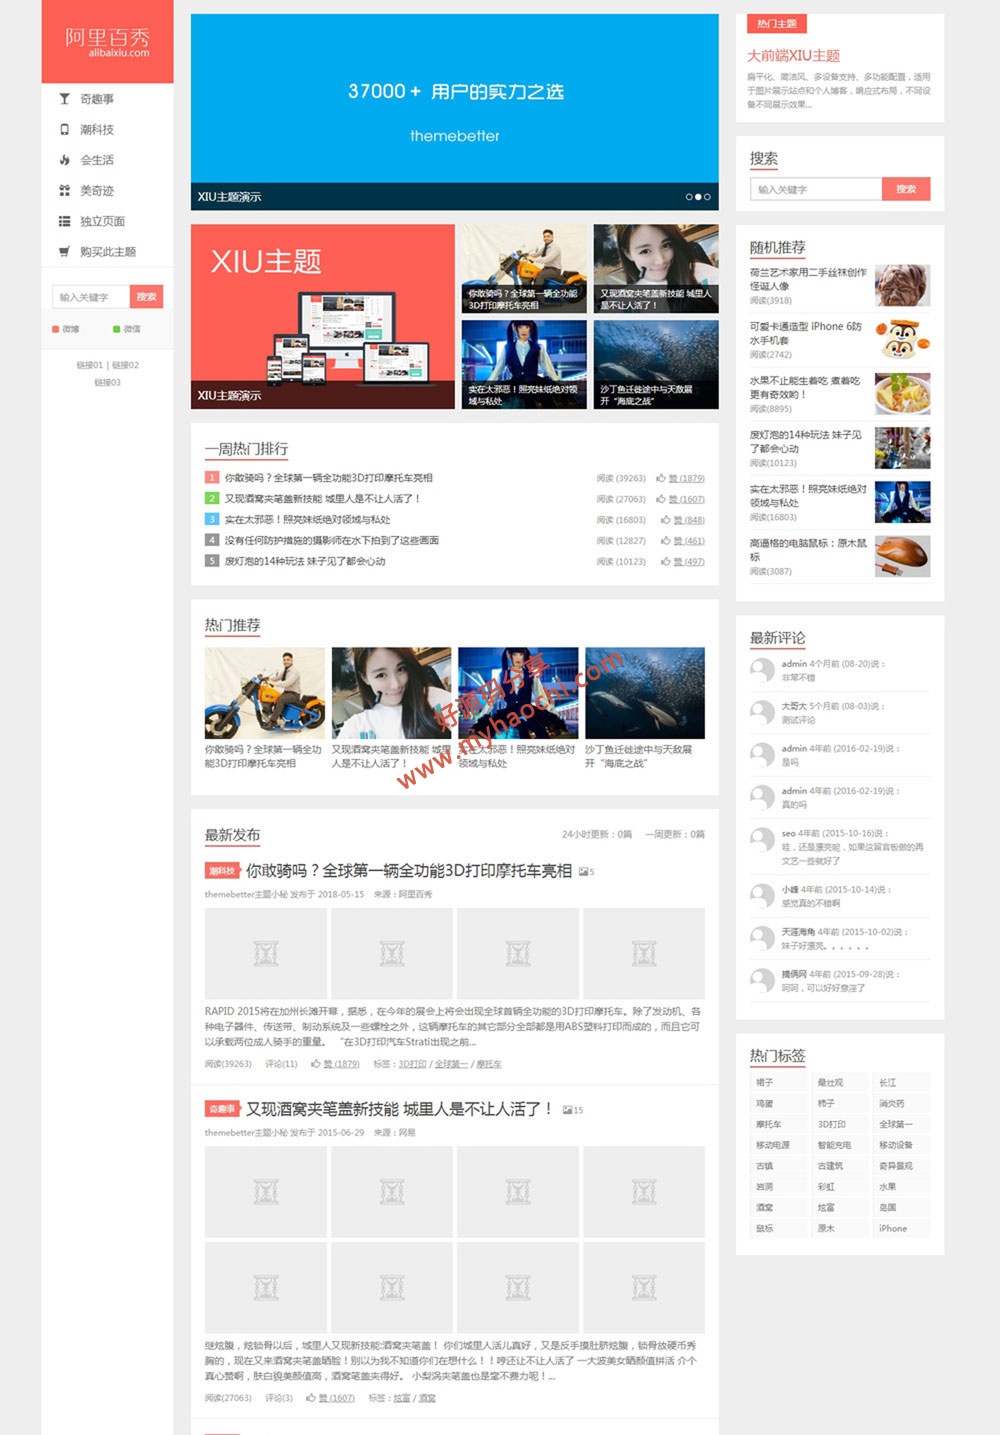 阿里百秀
alibaixiu.com
奇趣事
潮科技
会生活
美奇迹
独立页面
购买此主题
输入关键字
搜索
微博
微信
链接01 | 链接02
链接03
37000+ 用户的实力之选
themebetter
XIU主题演示
XIU主题
XIU主题演示
你敢骑吗？全球第一辆全功能
3D打印摩托车亮相
又现酒窝夹笔盖新技能 城里人
是不让人活了！
实在太邪恶！照亮妹纸绝对领
域与私处
沙丁鱼迁徙途中与天敌展
开“海底之战”
一周热门排行
1 你敢骑吗？全球第一辆全功能3D打印摩托车亮相 阅读 (39263) 赞 (1879)
2 又现酒窝夹笔盖新技能 城里人是不让人活了！ 阅读 (27063) 赞 (1607)
3 实在太邪恶！照亮妹纸绝对领域与私处 阅读 (16803) 赞 (848)
4 没有任何防护措施的摄影师在水下拍到了这些画面 阅读 (12827) 赞 (461)
5 废灯泡的14种玩法 妹子见了都会心动 阅读 (10123) 赞 (497)
热门推荐
你敢骑吗？全球第一辆全功
能3D打印摩托车亮相
又现酒窝夹笔盖新技能 城里
人是不让人活了！
实在太邪恶！照亮妹纸绝对
领域与私处
沙丁鱼迁徙途中与天敌展
开“海底之战”
好源码分享
www.myhaochi.com
最新发布
24小时更新：0篇 一周更新：0篇
潮科技 你敢骑吗？全球第一辆全功能3D打印摩托车亮相 5
themebetter主题小秘 发布于 2018-05-15 来源：阿里百秀
RAPID 2015将在加州长滩开幕，据悉，在今年的展会上将会出现全球首辆全功能的3D打印摩托车。除了发动机、各
种电子器件、传送带、制动系统及一些螺栓之外，这辆摩托车的其它部分全部都是用ABS塑料打印而成的，而且它可
以承载两位成人骑手的重量。 “在3D打印汽车Strati出现之前...
阅读(39263) 评论(11) 赞 (1879) 标签：3D打印 / 全球第一 / 摩托车
奇趣事 又现酒窝夹笔盖新技能 城里人是不让人活了！ 15
themebetter主题小秘 发布于 2015-06-29 来源：网易
继炫腹，炫锁骨以后，城里人又现新技能:酒窝夹笔盖！ 你们城里人活儿真好，又是反手摸肚脐炫腹，锁骨放硬币秀
胸的，现在又来酒窝夹笔盖晒脸！别以为我不知道你们在想什么！！哼还让不让人活了 一大波美女晒颜值拼活 介个
真心赞啊，肤白貌美颜值高，酒窝笔盖夹得好。 小梨涡夹笔盖也是毫不费力呢！...
阅读(27063) 评论(3) 赞 (1607) 标签：炫富 / 酒窝
热门主题
大前端XIU主题
扁平化、简洁风、多设备支持、多功能配置，适用
于图片展示站点和个人博客，响应式布局，不同设
备不同展示效果...
搜索
输入关键字
搜索
随机推荐
荷兰艺术家用二手丝袜创作
怪诞人像
阅读(3918)
可爱卡通造型 iPhone 6防
水手机套
阅读(2742)
水果不止能生着吃 煮着吃
更有奇效哟！
阅读(8895)
废灯泡的14种玩法 妹子见
了都会心动
阅读(10123)
实在太邪恶！照亮妹纸绝对
领域与私处
阅读(16803)
高逼格的电脑鼠标：原木鼠
标
阅读(3087)
最新评论
admin 4个月前 (08-20)说：
非常不错
大哥大 5个月前 (08-03)说：
测试评论
admin 4年前 (2016-02-19)说：
是吗
admin 4年前 (2016-02-19)说：
真的吗
seo 4年前 (2015-10-16)说：
哇，还是漂亮呢，如果这留言板做的再
文艺一些就好了
小峰 4年前 (2015-10-14)说：
感觉真的不错啊
天涯海角 4年前 (2015-10-02)说：
妹子好漂亮。。。。。。
搞俩网 4年前 (2015-09-28)说：
呵呵，可以好好意淫了
热门标签
裙子 最壮观 长江
鸡蛋 柿子 消炎药
摩托车 3D打印 全球第一
移动电源 智能充电 移动设备
古镇 古建筑 奇异景观
岩洞 彩虹 水果
酒窝 炫富 岛国
鼠标 原木 iPhone